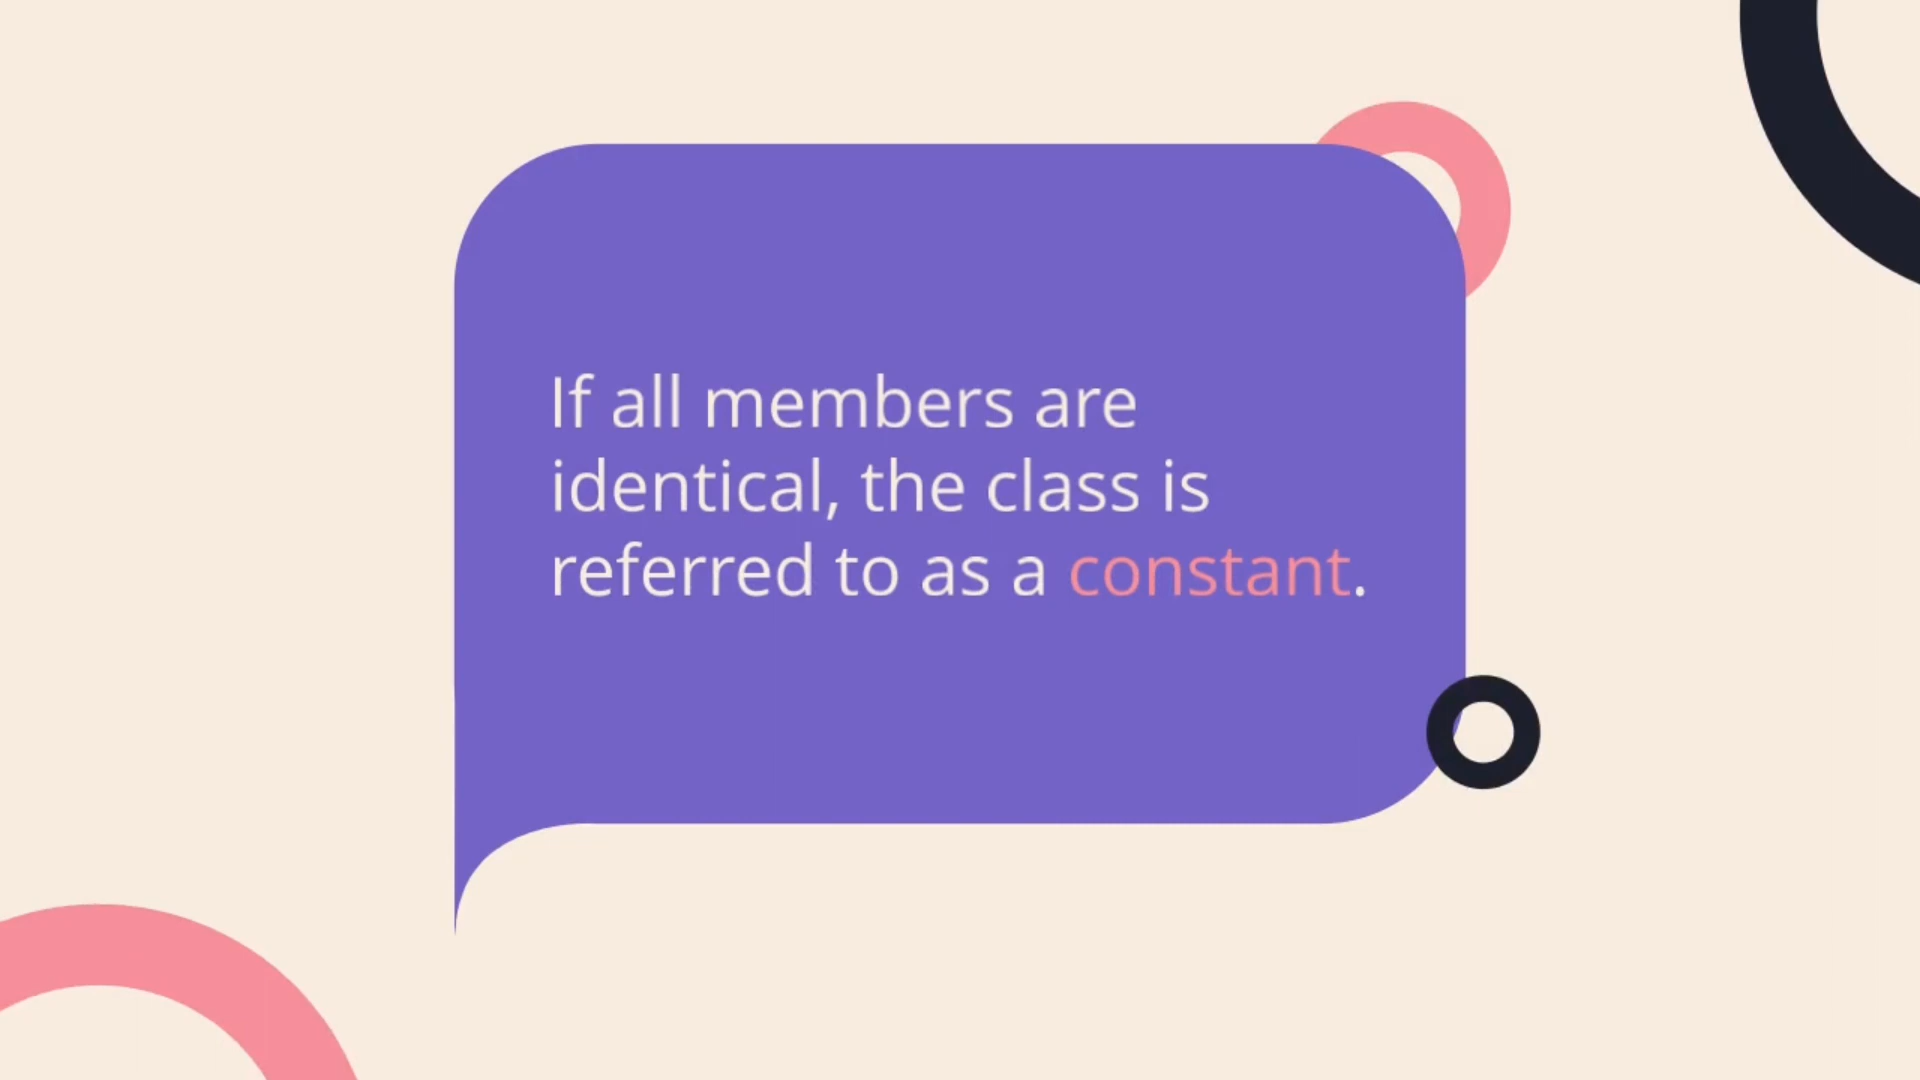 If all members are
identical, the class is
referred to as a constant.